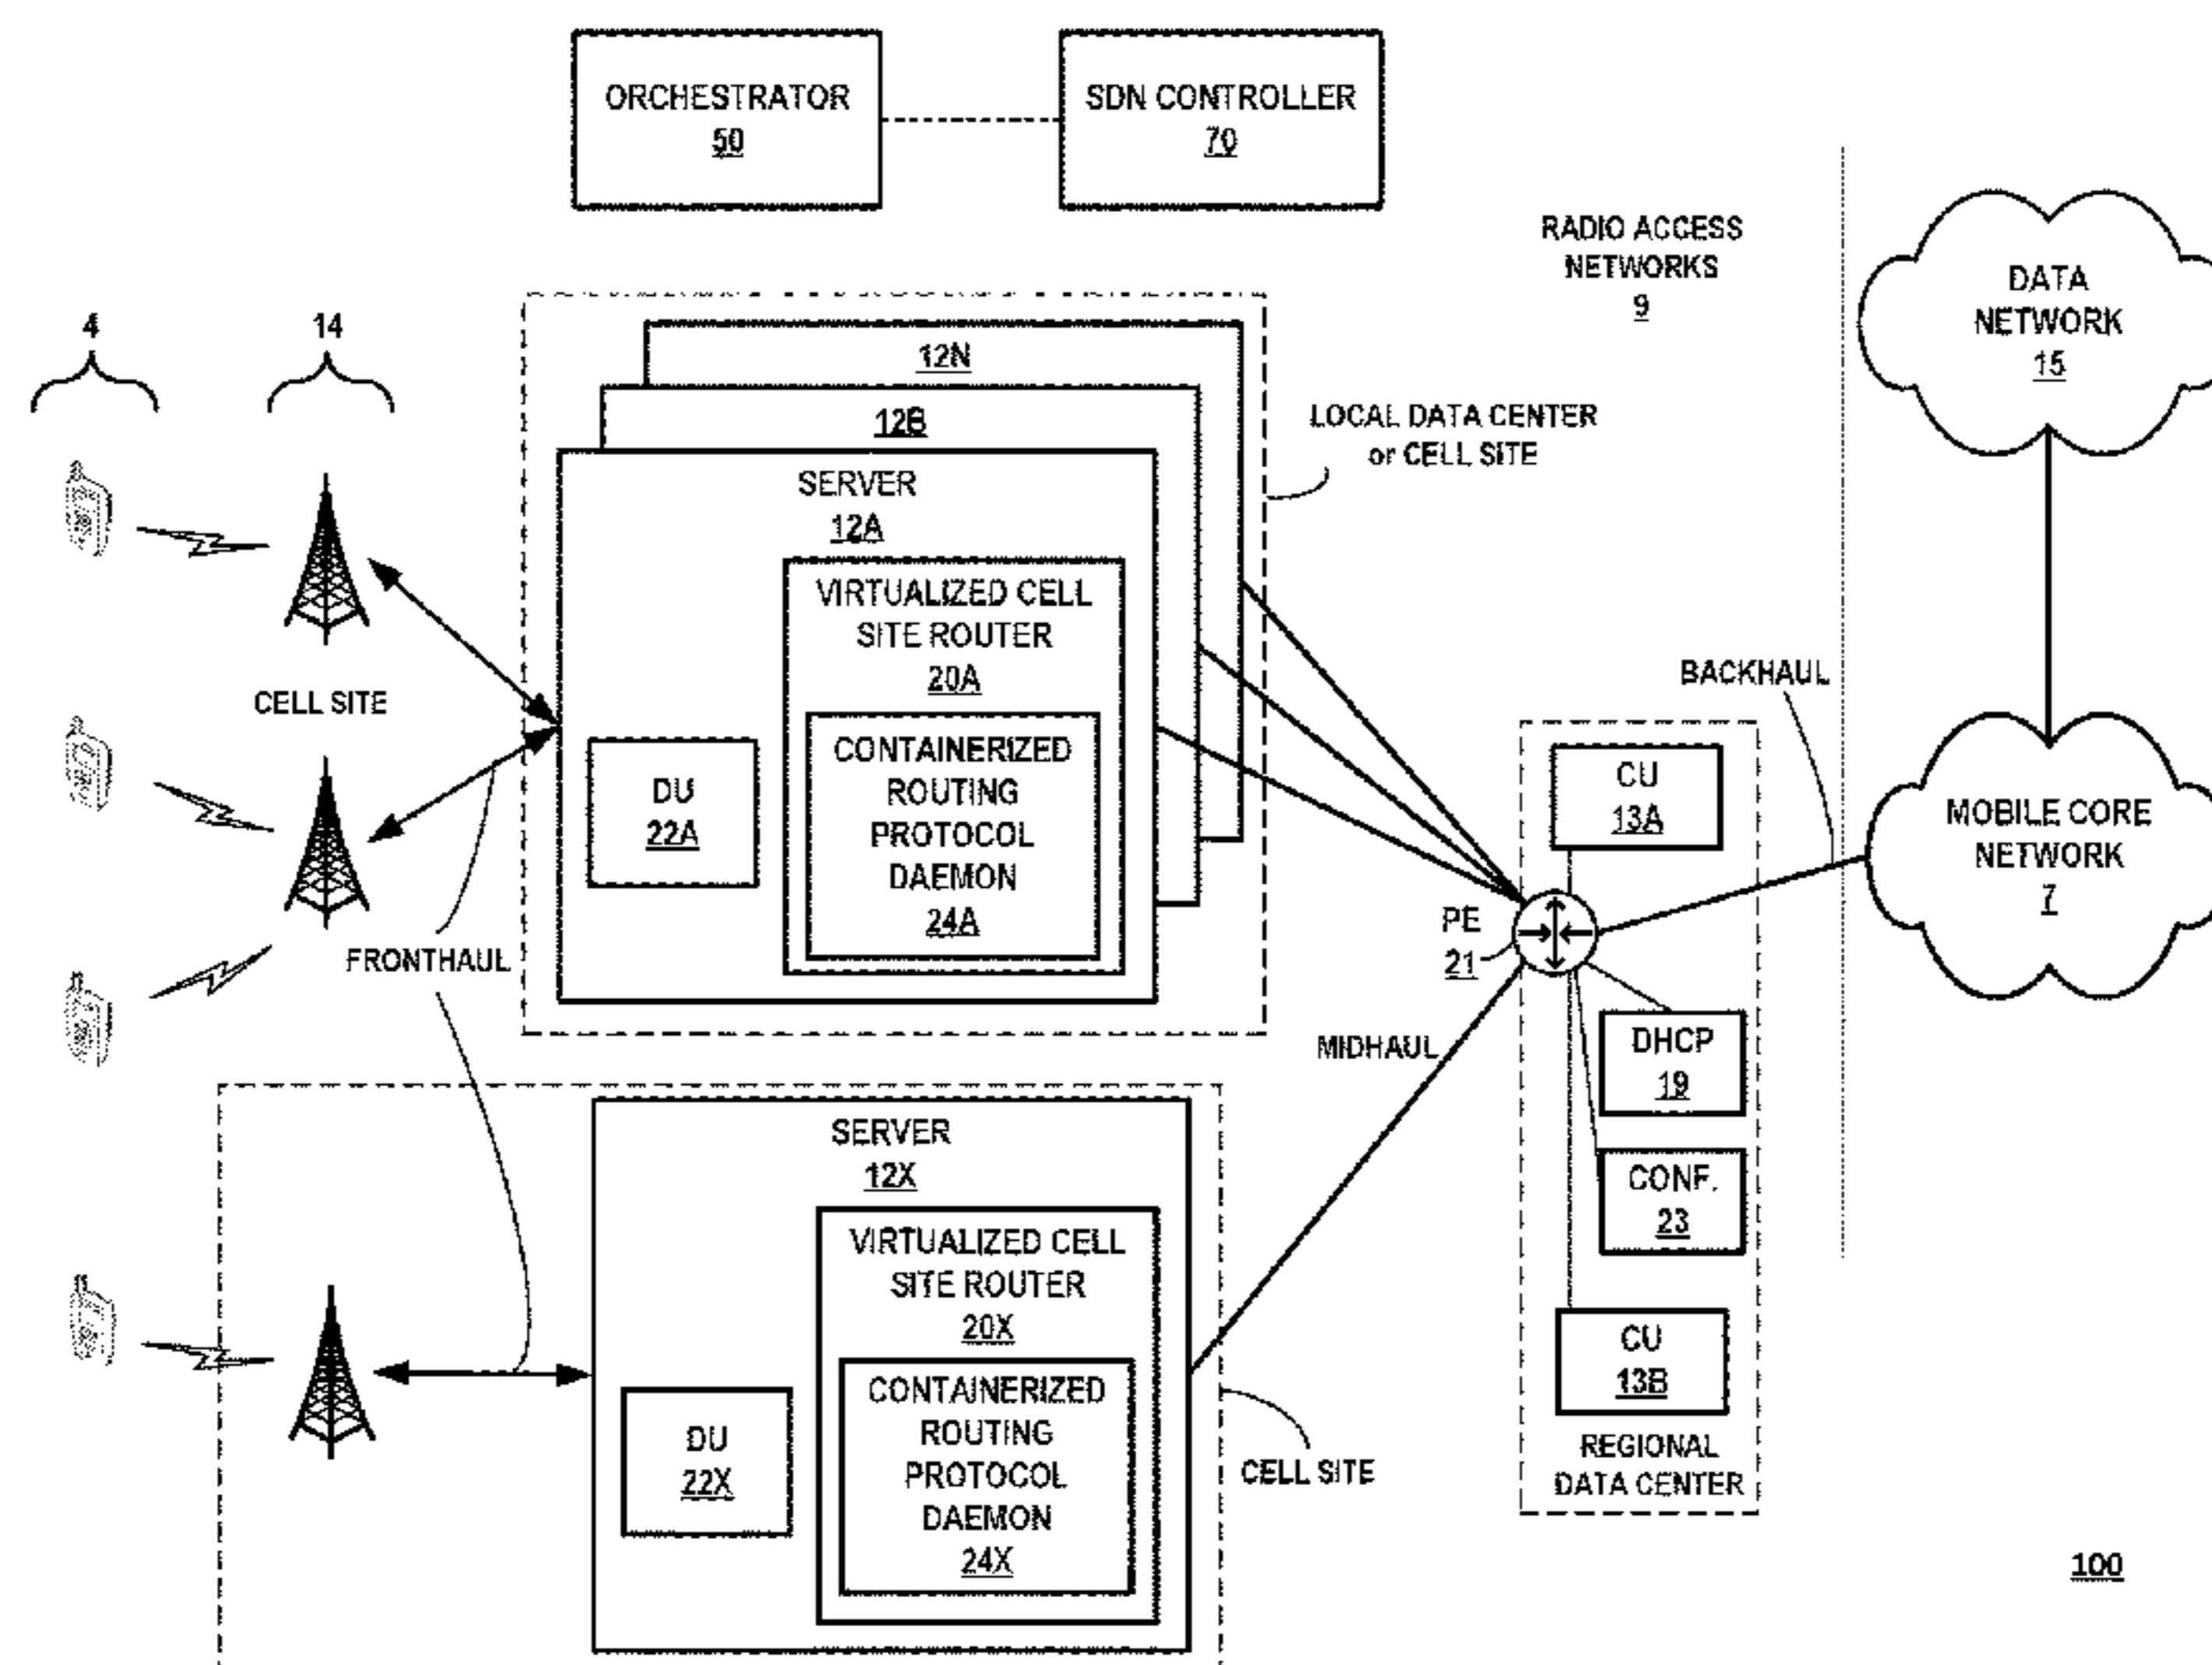 ORCHESTRATOR
50
SDN CONTROLLER
70
RADIO ACCESS
NETWORKS
9
DATA
NETWORK
15
4
14
12N
12B
LOCAL DATA CENTER
or CELL SITE
SERVER
12A
VIRTUALIZED CELL
SITE ROUTER
20A
CONTAINERIZED
ROUTING
PROTOCOL
DAEMON
24A
DU
22A
CELL SITE
FRONTHAUL
BACKHAUL
CU
13A
MOBILE CORE
NETWORK
7
PE
21
DHCP
19
MIDHAUL
CONF.
23
CU
13B
REGIONAL
DATA CENTER
SERVER
12X
VIRTUALIZED CELL
SITE ROUTER
20X
CONTAINERIZED
ROUTING
PROTOCOL
DAEMON
24X
DU
22X
CELL SITE
100